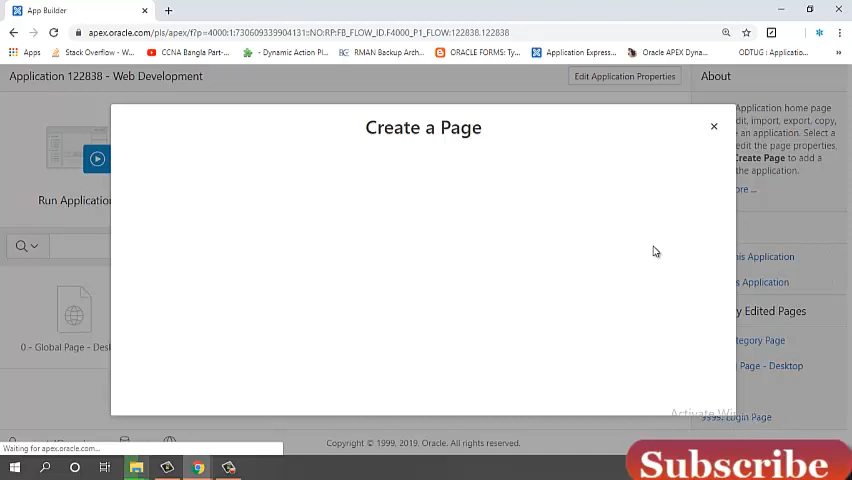 App Builder
apex.oracle.com/pls/apex/f?p=4000:1:730609339904131::NO:RP:FB_FLOW_ID,F4000_P1_FLOW:122838,122838
Apps
Stack Overflow - W...
CCNA Bangla Part-...
- Dynamic Action Pl...
RMAN Backup Arch...
ORACLE FORMS: Ty...
Application Express...
Oracle APEX Dyna...
ODTUG : Applicatio...
Application 122838 - Web Development
Edit Application Properties
About
Create a Page
Application home page
dit, import, export, copy,
e an application. Select a
edit the page properties,
Create Page to add a
the application.
ore ...
Run Application
his Application
s Application
y Edited Pages
0 - Global Page - Desk
tegory Page
Page - Desktop
9999. Login Page
Copyright © 1999, 2019. Oracle. All rights reserved.
Waiting for apex.oracle.com...
Subscribe